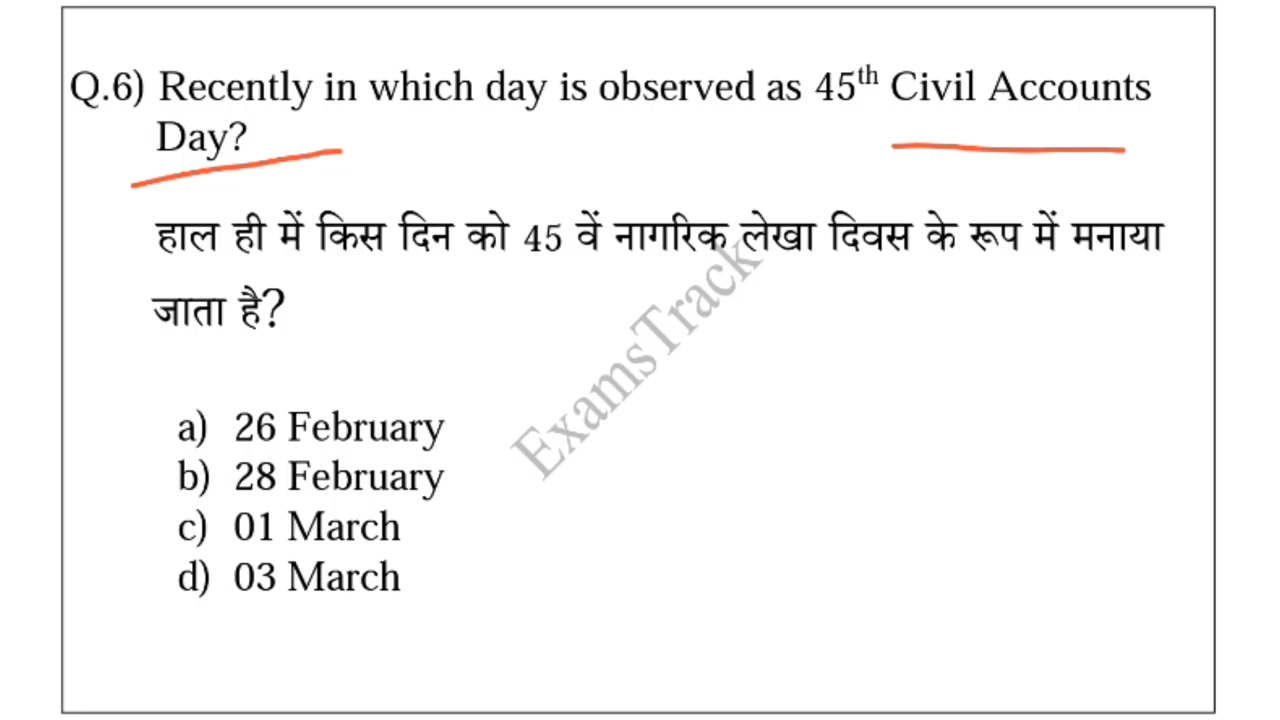 Q.6) Recently in which day is observed as 45th Civil Accounts
Day?
हाल ही में किस दिन को 45 वें नागरिक लेखा दिवस के रूप में मनाया
जाता है?
ExamsTrack
a) 26 February
b) 28 February
c) 01 March
d) 03 March